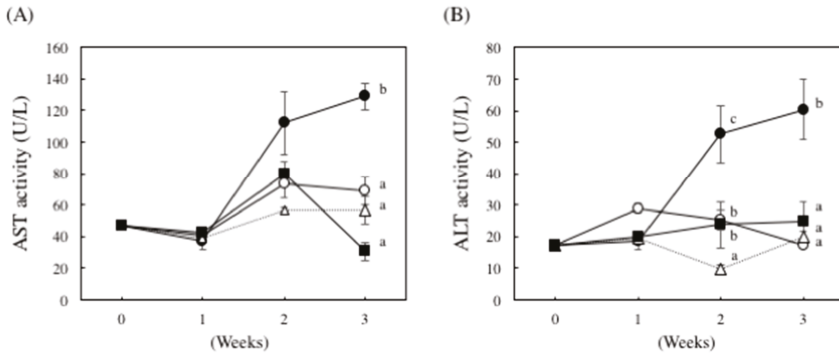 (A)
AST activity (U/L)
160
140
120
100
80
60
40
20
0
b
a
a
a
0 1 2 3
(Weeks)
(B)
ALT activity (U/L)
80
70
60
50
40
30
20
10
0
c
b
b
b
a
a
a
a
0 1 2 3
(Weeks)